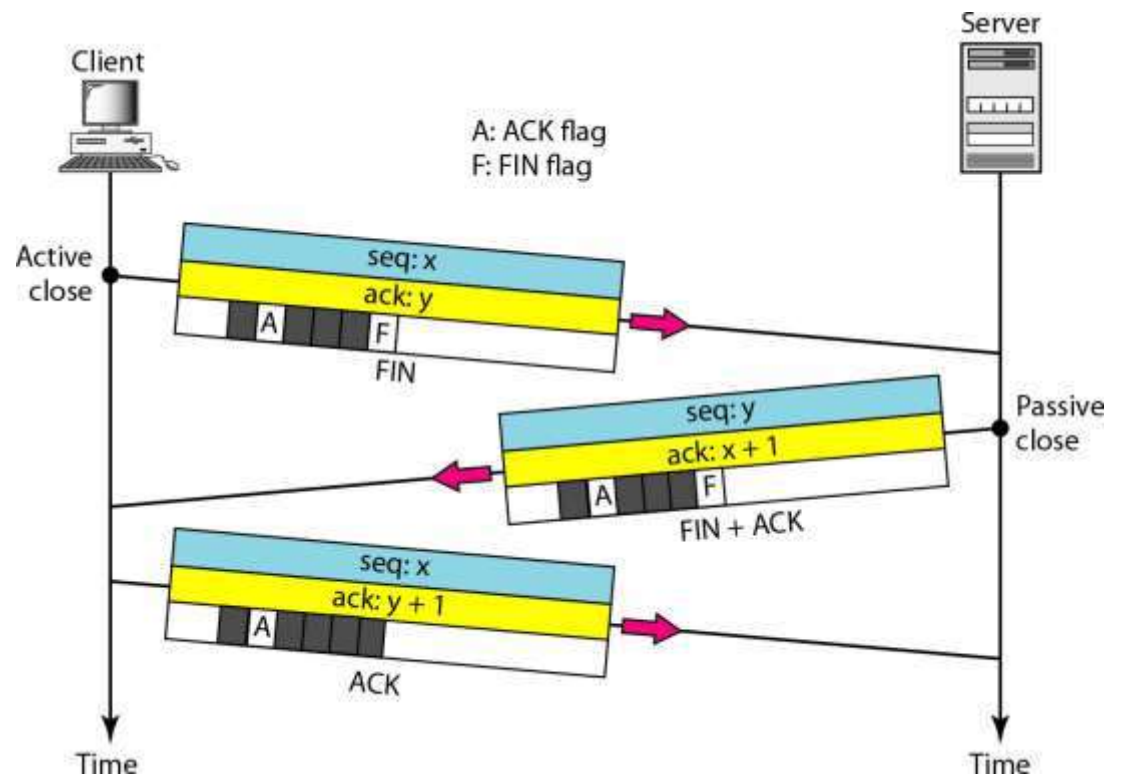 Server
Client
A: ACK flag
F: FIN flag
Active
close
seq: x
ack: y
A
F
FIN
Passive
close
seq: y
ack: x + 1
A
F
FIN + ACK
seq: x
ack: y + 1
A
ACK
Time
Time